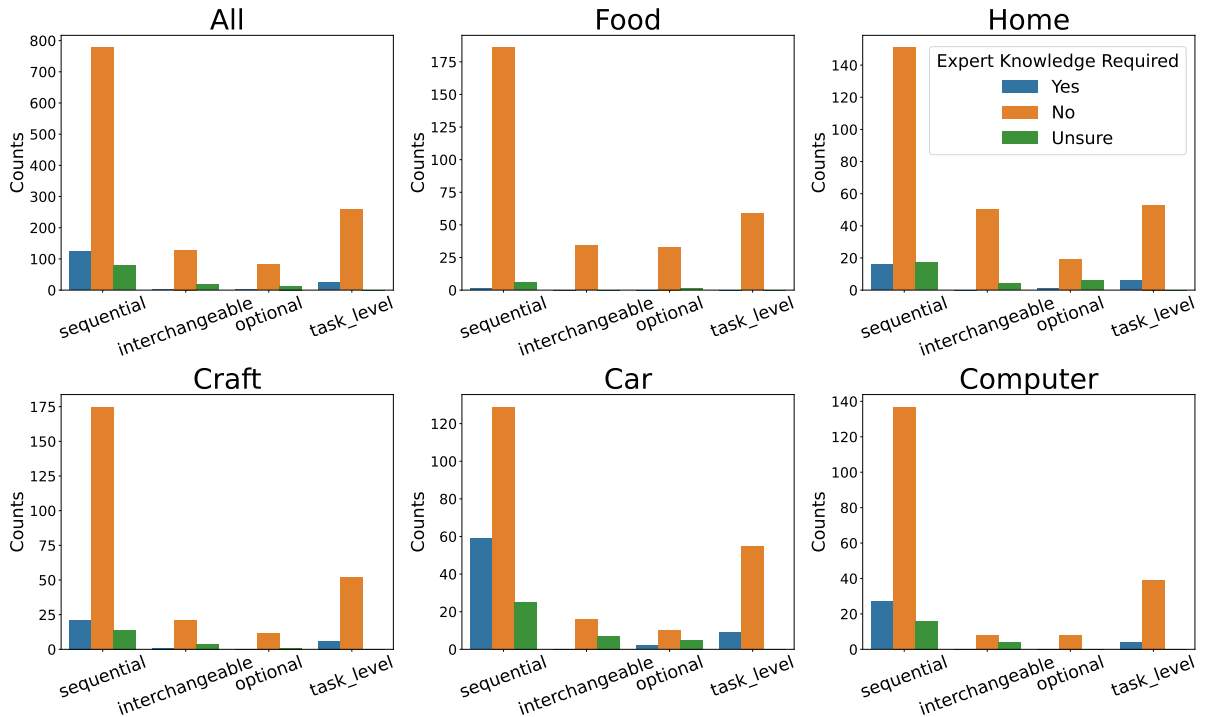 All
Counts
800
700
600
500
400
300
200
100
0
sequential
interchangeable
optional
task_level
Food
Counts
175
150
125
100
75
50
25
0
sequential
interchangeable
optional
task_level
Home
Counts
140
120
100
80
60
40
20
0
sequential
interchangeable
optional
task_level
Expert Knowledge Required
Yes
No
Unsure
Craft
Counts
175
150
125
100
75
50
25
0
sequential
interchangeable
optional
task_level
Car
Counts
120
100
80
60
40
20
0
sequential
interchangeable
optional
task_level
Computer
Counts
140
120
100
80
60
40
20
0
sequential
interchangeable
optional
task_level